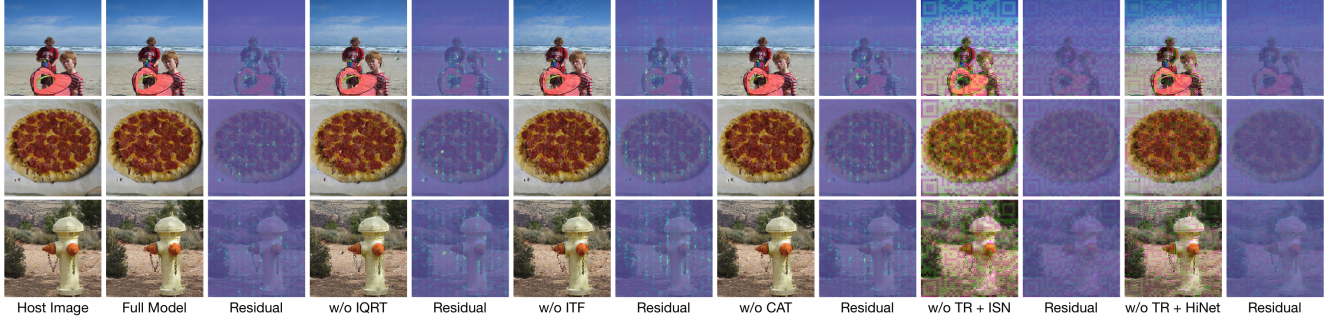 Host Image Full Model Residual w/o IQRT Residual w/o ITF Residual w/o CAT Residual w/o TR + ISN Residual w/o TR + HiNet Residual